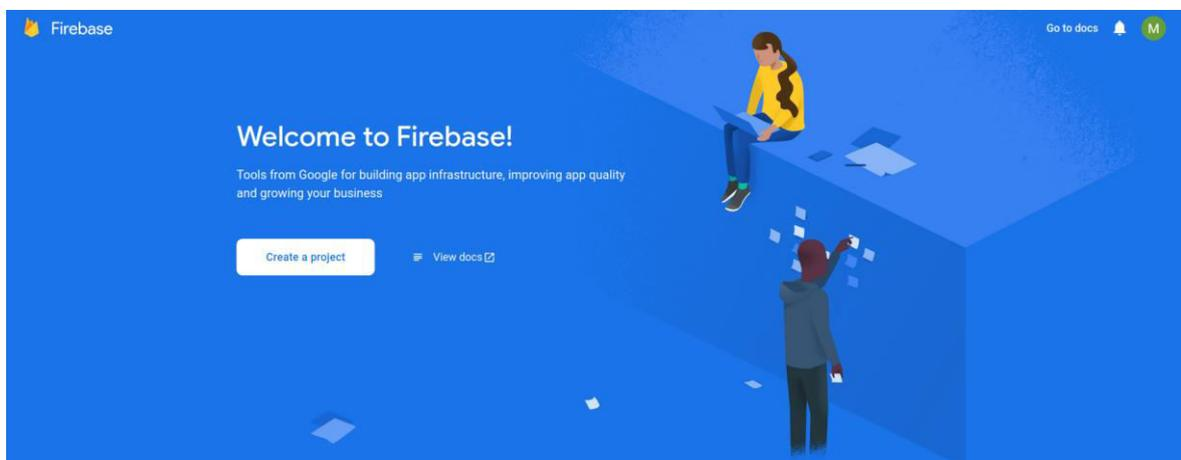 Firebase
Go to docs
M
Welcome to Firebase!
Tools from Google for building app infrastructure, improving app quality
and growing your business
Create a project
View docs